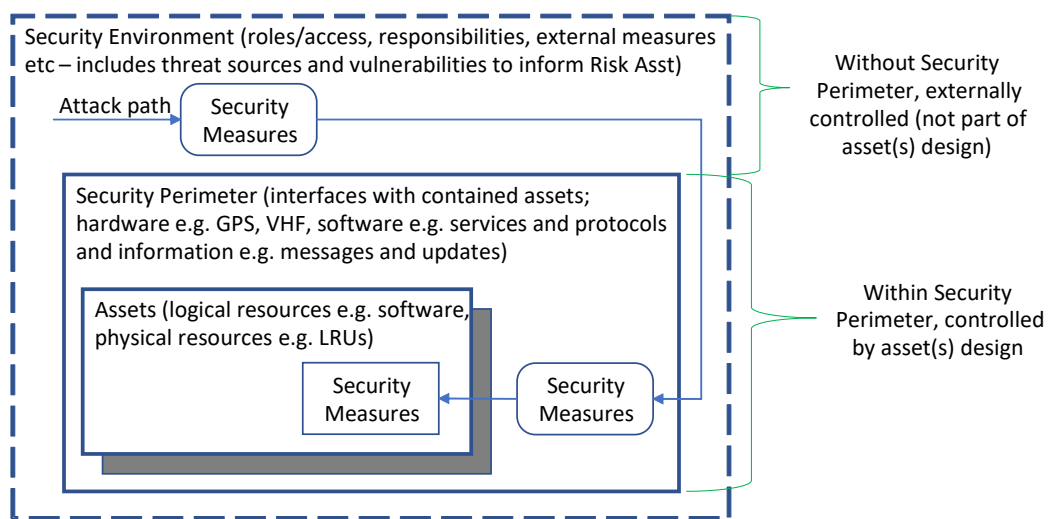 Security Environment (roles/access, responsibilities, external measures
etc – includes threat sources and vulnerabilities to inform Risk Asst)
Attack path
Security
Measures
Without Security
Perimeter, externally
controlled (not part of
asset(s) design)
Security Perimeter (interfaces with contained assets;
hardware e.g. GPS, VHF, software e.g. services and protocols
and information e.g. messages and updates)
Assets (logical resources e.g. software,
physical resources e.g. LRUs)
Security
Measures
Security
Measures
Within Security
Perimeter, controlled
by asset(s) design